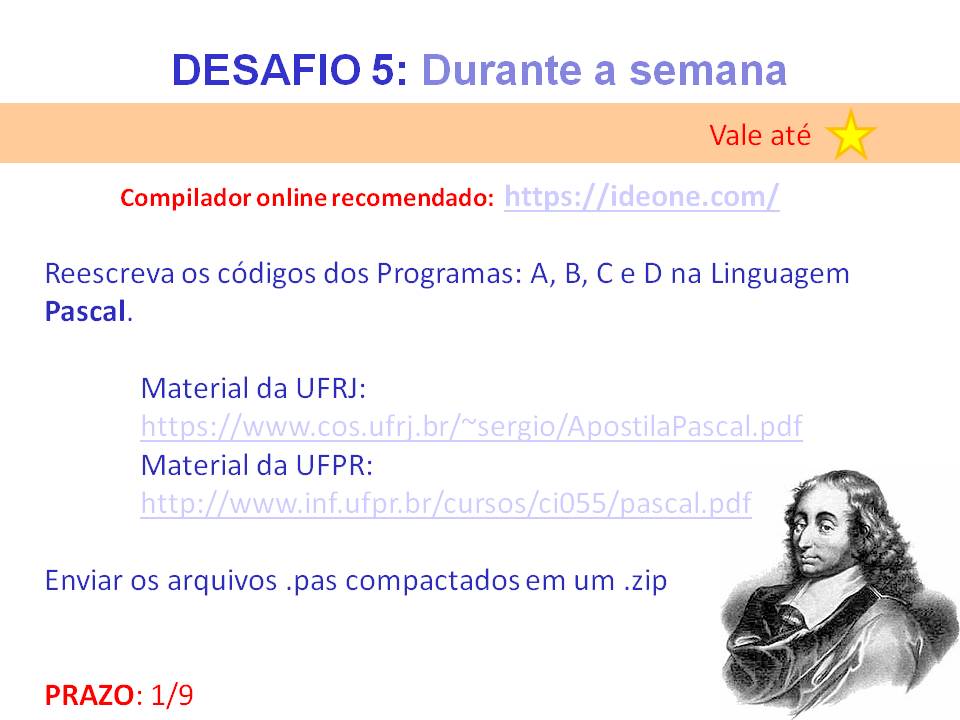 DESAFIO 5: Durante a semana
Vale até
Compilador online recomendado: https://ideone.com/
Reescreva os códigos dos Programas: A, B, C e D na Linguagem
Pascal.
Material da UFRJ:
https://www.cos.ufrj.br/~sergio/ApostilaPascal.pdf
Material da UFPR:
http://www.inf.ufpr.br/cursos/ci055/pascal.pdf
Enviar os arquivos .pas compactados em um .zip
PRAZO: 1/9